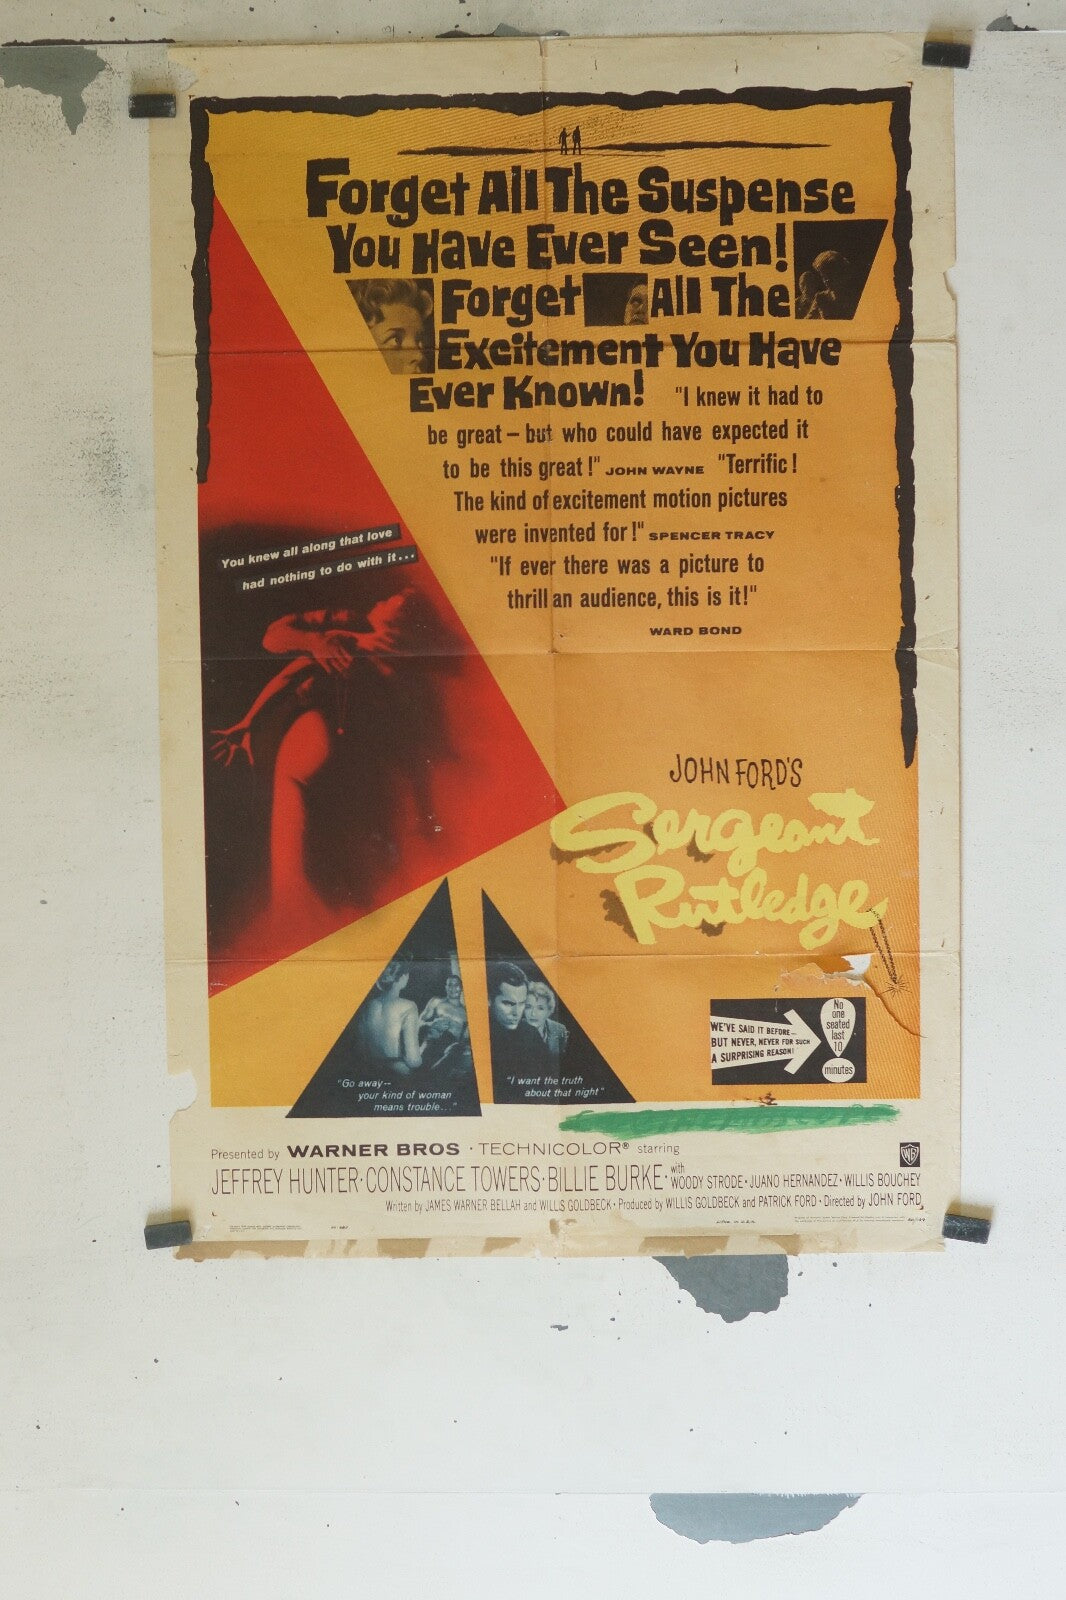 Forget All The Suspense
You Have Ever Seen!
Forget All The
Excitement You Have
Ever Known! "I knew it had to
be great – but who could have expected it
to be this great!" JOHN WAYNE "Terrific!
The kind of excitement motion pictures
were invented for!" SPENCER TRACY
"If ever there was a picture to
thrill an audience, this is it!"
WARD BOND
You knew all along that love
had nothing to do with it...
JOHN FORD'S
Sergeant
Rutledge
WE'VE SAID IT BEFORE—
BUT NEVER, NEVER FOR SUCH
A SURPRISING REASON!
No
one
seated
last
10
minutes
"Go away--
your kind of woman
means trouble..."
"I want the truth
about that night"
Presented by WARNER BROS · TECHNICOLOR® starring
JEFFREY HUNTER · CONSTANCE TOWERS · BILLIE BURKE · with WOODY STRODE · JUANO HERNANDEZ · WILLIS BOUCHEY
Written by JAMES WARNER BELLAH and WILLIS GOLDBECK · Produced by WILLIS GOLDBECK and PATRICK FORD · Directed by JOHN FORD
WB